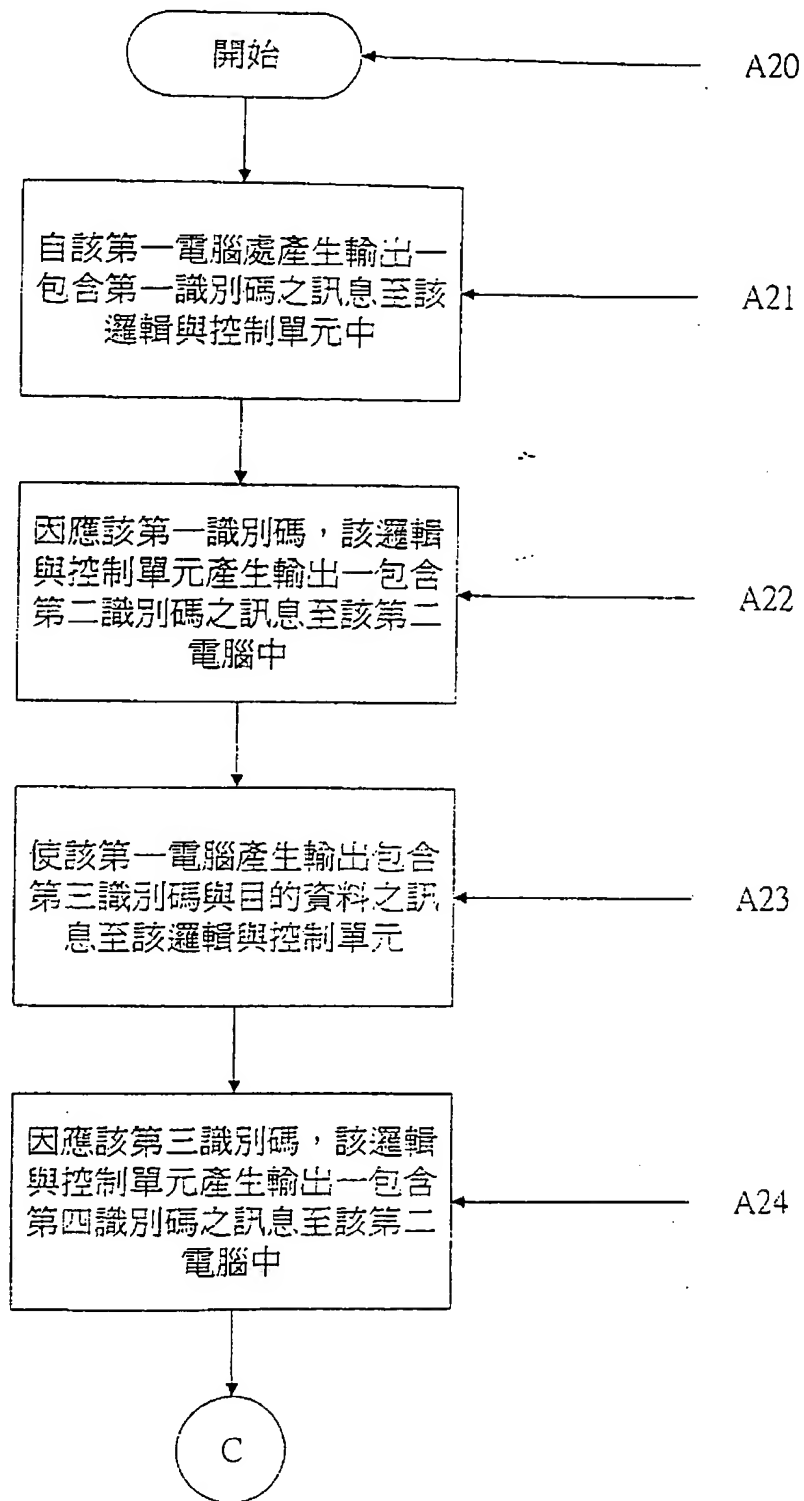 開始
A20
自該第一電腦處產生輸出一
包含第一識別碼之訊息至該
邏輯與控制單元中
A21
因應該第一識別碼，該邏輯
與控制單元產生輸出一包含
第二識別碼之訊息至該第二
電腦中
A22
使該第一電腦產生輸出包含
第三識別碼與目的資料之訊
息至該邏輯與控制單元
A23
因應該第三識別碼，該邏輯
與控制單元產生輸出一包含
第四識別碼之訊息至該第二
電腦中
A24
C